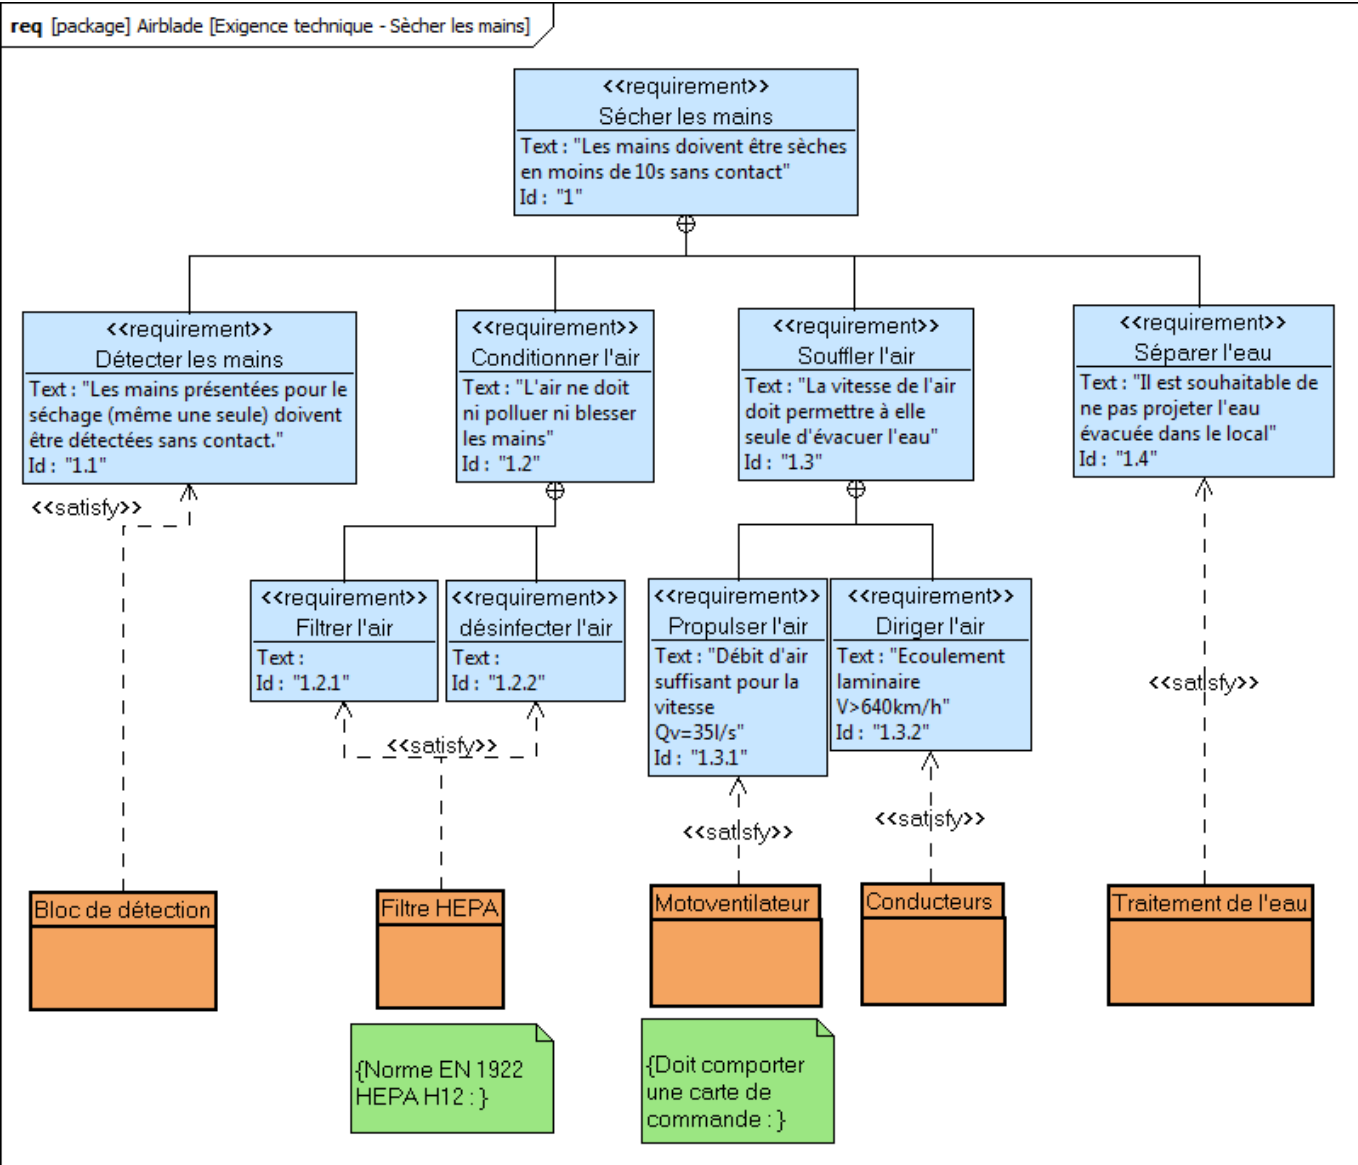 req [package] Airblade [Exigence technique - Sècher les mains]
<<requirement>>
Sécher les mains
Text : "Les mains doivent être sèches
en moins de 10s sans contact"
Id : "1"
<<requirement>>
Détecter les mains
Text : "Les mains présentées pour le
séchage (même une seule) doivent
être détectées sans contact."
Id : "1.1"
<<requirement>>
Conditionner l'air
Text : "L'air ne doit
ni polluer ni blesser
les mains"
Id : "1.2"
<<requirement>>
Souffler l'air
Text : "La vitesse de l'air
doit permettre à elle
seule d'évacuer l'eau"
Id : "1.3"
<<requirement>>
Séparer l'eau
Text : "Il est souhaitable de
ne pas projeter l'eau
évacuée dans le local"
Id : "1.4"
<<satisfy>>
<<requirement>>
Filtrer l'air
Text :
Id : "1.2.1"
<<requirement>>
désinfecter l'air
Text :
Id : "1.2.2"
<<requirement>>
Propulser l'air
Text : "Débit d'air
suffisant pour la
vitesse
Qv=35l/s"
Id : "1.3.1"
<<requirement>>
Diriger l'air
Text : "Ecoulement
laminaire
V>640km/h"
Id : "1.3.2"
<<satisfy>>
<<satisfy>>
<<satisfy>>
<<satisfy>>
Bloc de détection
Filtre HEPA
Motoventilateur
Conducteurs
Traitement de l'eau
{Norme EN 1922
HEPA H12 : }
{Doit comporter
une carte de
commande : }